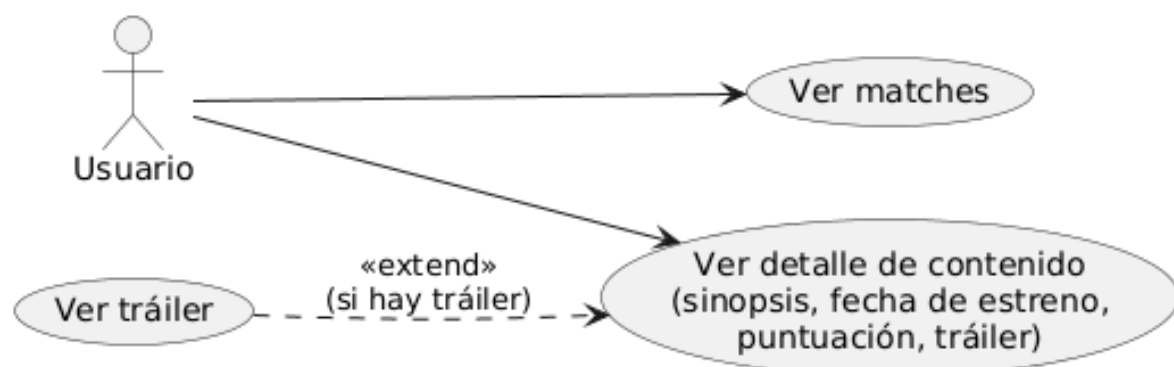 Ver matches
Usuario
«extend»
(si hay tráiler)
Ver tráiler
Ver detalle de contenido
(sinopsis, fecha de estreno,
puntuación, tráiler)